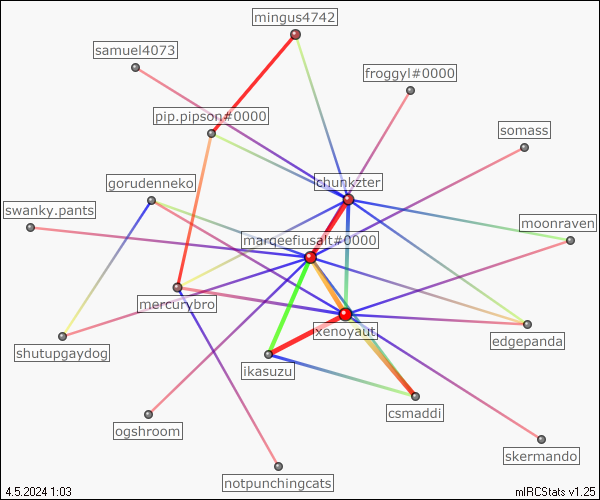 mingus4742
samuel4073
froggyl#0000
pip.pipson#0000
somass
gorudenneko
chunkzter
swanky.pants
moonraven
marqeefiusalt#0000
mercurybro
xenoyaut
edgepanda
shutupgaydog
ikasuzu
csmaddi
ogshroom
skermando
notpunchingcats
4.5.2024 1:03
mIRCStats v1.25